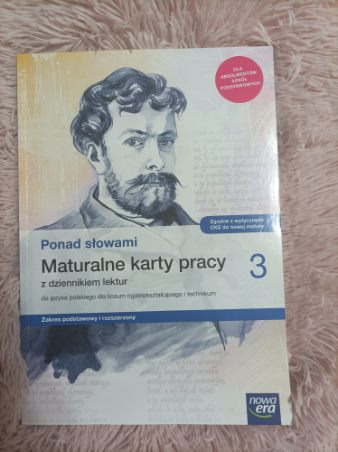 DLA
ABSOLWENTÓW
SZKÓŁ
PODSTAWOWYCH
Zgodne z wytycznymi
CKE do nowej matury
Ponad słowami
Maturalne karty pracy 3
z dziennikiem lektur
do języka polskiego dla liceum ogólnokształcącego i technikum
Zakres podstawowy i rozszerzony
nowa
era